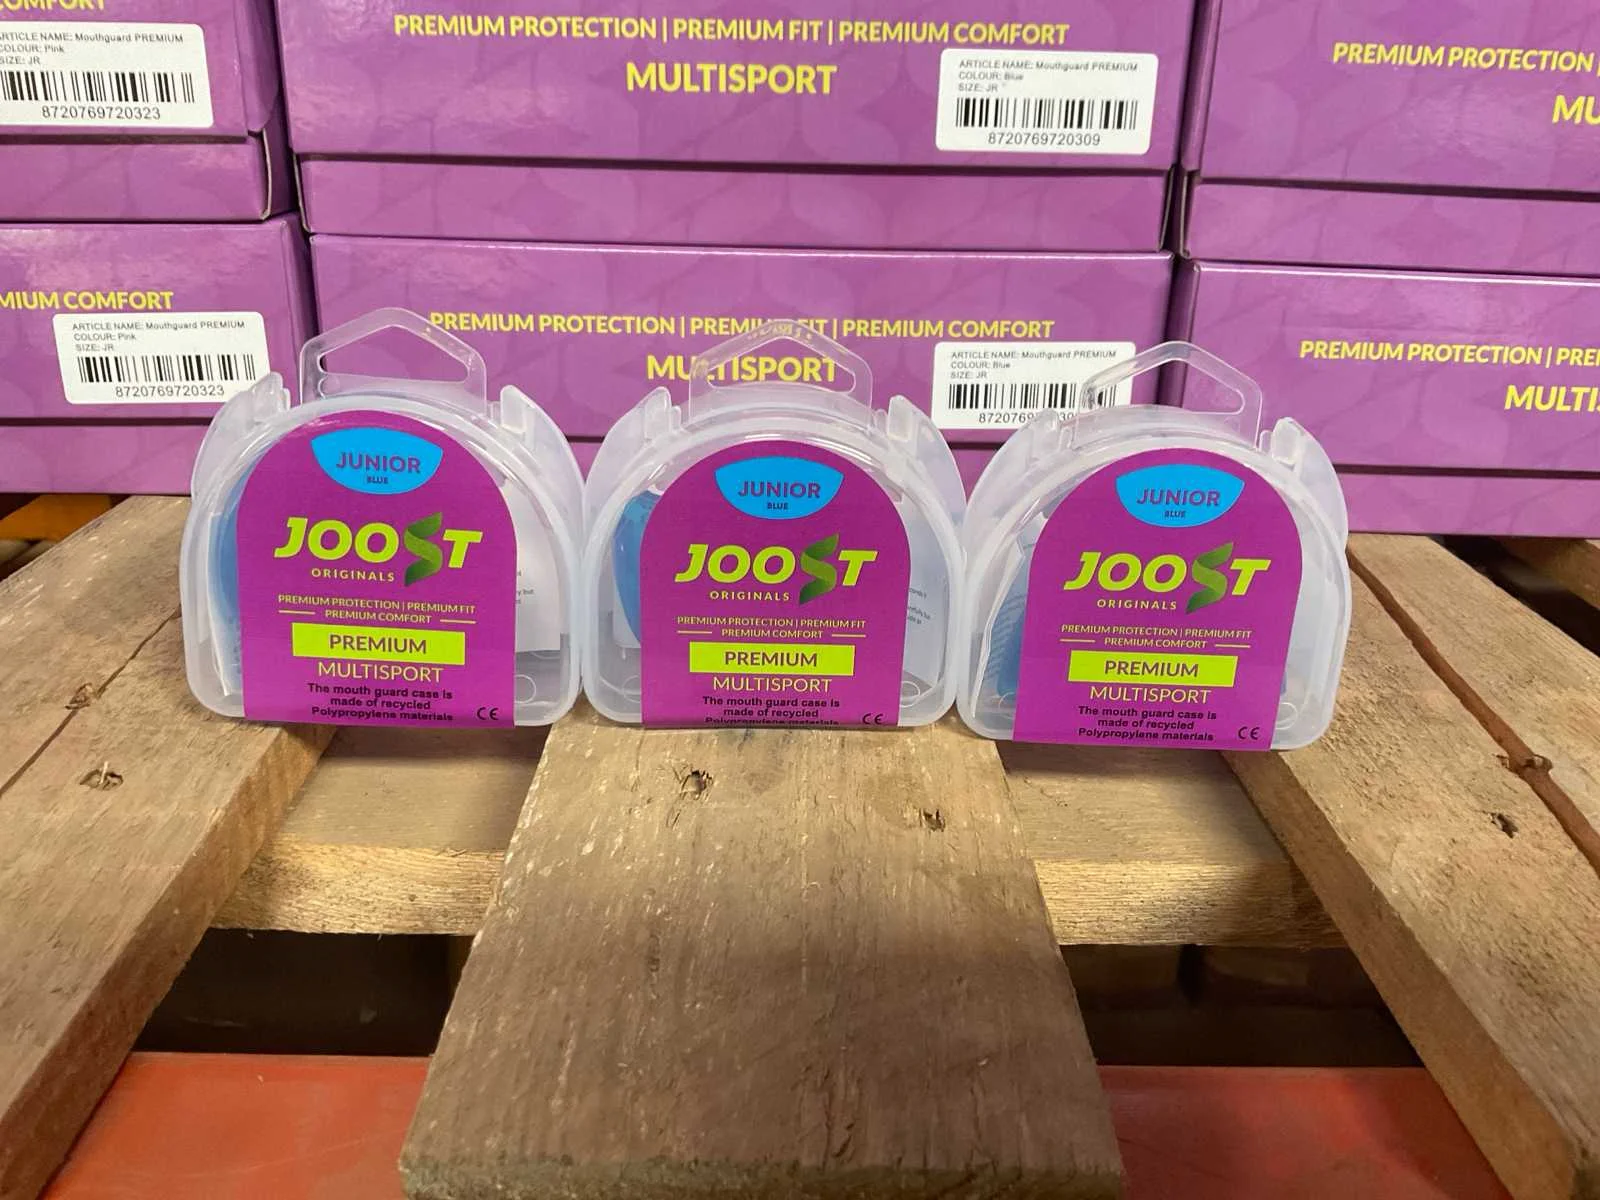 COMFORT
ARTICLE NAME: Mouthguard PREMIUM
COLOUR: Pink
SIZE: JR
8720769720323
PREMIUM PROTECTION | PREMIUM FIT | PREMIUM COMFORT
MULTISPORT
ARTICLE NAME: Mouthguard PREMIUM
COLOUR: Blue
SIZE: JR
8720769720309
PREMIUM PROTECTION |
MU
MIUM COMFORT
ARTICLE NAME: Mouthguard PREMIUM
COLOUR: Pink
SIZE: JR
8720769720323
PREMIUM PROTECTION | PREMIUM FIT | PREMIUM COMFORT
MULTISPORT
ARTICLE NAME: Mouthguard PREMIUM
COLOUR: Blue
SIZE: JR
PREMIUM PROTECTION | PRE
MULTIS
JUNIOR
BLUE
JOOST
ORIGINALS
PREMIUM PROTECTION | PREMIUM FIT
PREMIUM COMFORT
PREMIUM
MULTISPORT
The mouth guard case is
made of recycled
Polypropylene materials
CE
JUNIOR
BLUE
JOOST
ORIGINALS
PREMIUM PROTECTION | PREMIUM FIT
PREMIUM COMFORT
PREMIUM
MULTISPORT
The mouth guard case is
made of recycled
Polypropylene materials
CE
JUNIOR
BLUE
JOOST
ORIGINALS
PREMIUM PROTECTION | PREMIUM FIT
PREMIUM COMFORT
PREMIUM
MULTISPORT
The mouth guard case is
made of recycled
Polypropylene materials
CE